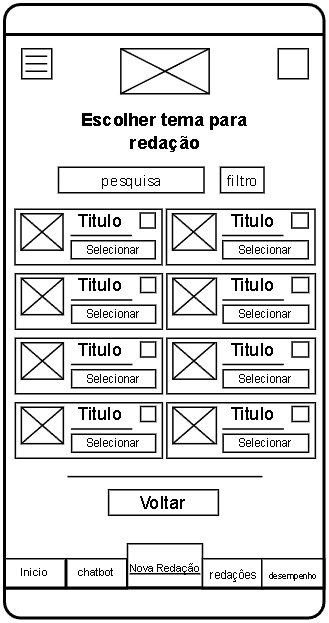 Escolher tema para
redação
pesquisa filtro
Titulo Titulo
Selecionar Selecionar
Titulo Titulo
Selecionar Selecionar
Titulo Titulo
Selecionar Selecionar
Titulo Titulo
Selecionar Selecionar
Voltar
Inicio chatbot Nova Redação redações desempenho